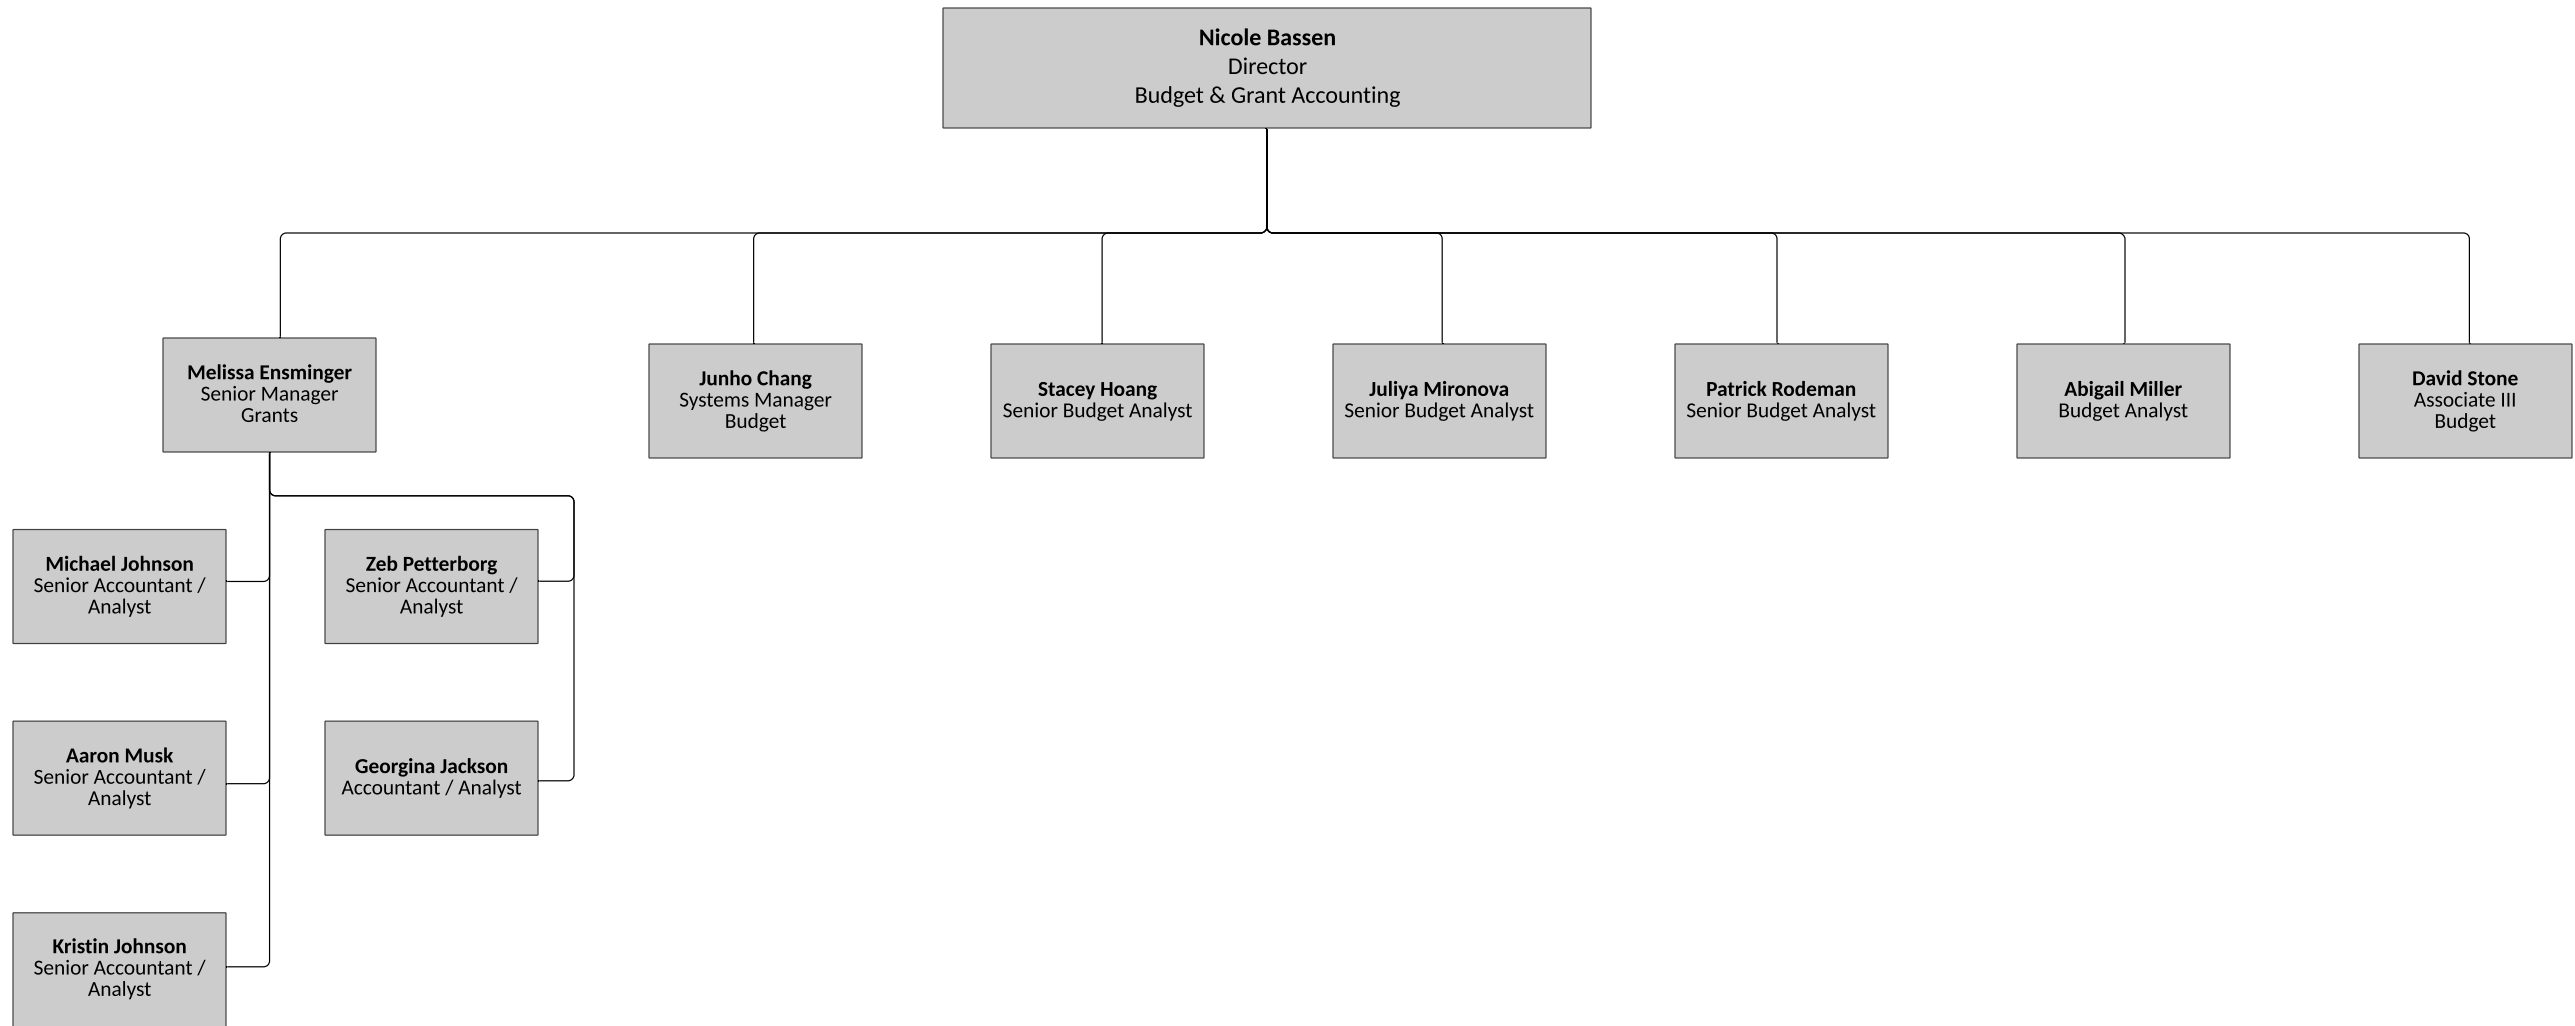 Nicole Bassen
Director
Budget & Grant Accounting
Melissa Ensminger
Senior Manager
Grants
Junho Chang
Systems Manager
Budget
Stacey Hoang
Senior Budget Analyst
Juliya Mironova
Senior Budget Analyst
Patrick Rodeman
Senior Budget Analyst
Abigail Miller
Budget Analyst
David Stone
Associate III
Budget
Michael Johnson
Senior Accountant /
Analyst
Zeb Petterborg
Senior Accountant /
Analyst
Aaron Musk
Senior Accountant /
Analyst
Georgina Jackson
Accountant / Analyst
Kristin Johnson
Senior Accountant /
Analyst